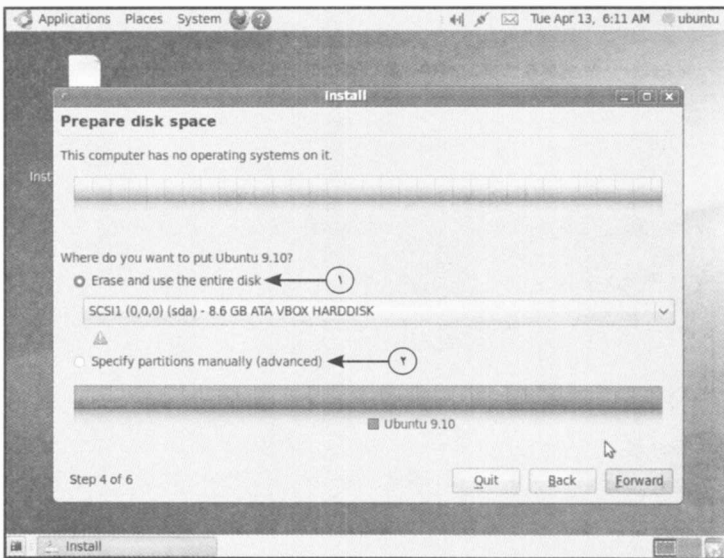 Applications Places System Tue Apr 13, 6:11 AM ubuntu
Install
Prepare disk space
This computer has no operating systems on it.
Inst
Where do you want to put Ubuntu 9.10?
Erase and use the entire disk ١
SCSI1 (0,0,0) (sda) - 8.6 GB ATA VBOX HARDDISK
Specify partitions manually (advanced) ٢
Ubuntu 9.10
Step 4 of 6 Quit Back Forward
Install